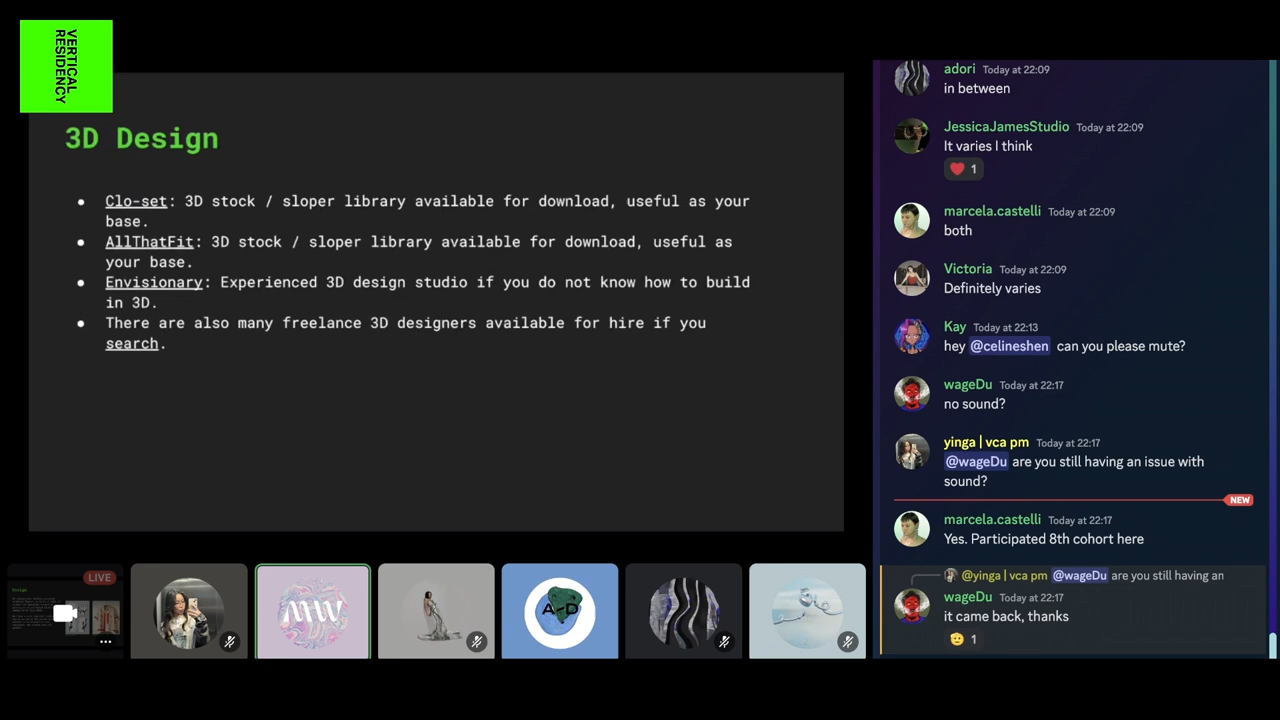 VERTICAL
RESIDENCY
3D Design
● Clo-set: 3D stock / sloper library available for download, useful as your
base.
● AllThatFit: 3D stock / sloper library available for download, useful as
your base.
● Envisionary: Experienced 3D design studio if you do not know how to build
in 3D.
● There are also many freelance 3D designers available for hire if you
search.
LIVE
MW
A-D
adori Today at 22:09
in between
JessicaJamesStudio Today at 22:09
It varies I think
❤️ 1
marcela.castelli Today at 22:09
both
Victoria Today at 22:09
Definitely varies
Kay Today at 22:13
hey @celineshen can you please mute?
wageDu Today at 22:17
no sound?
yinga | vca pm Today at 22:17
@wageDu are you still having an issue with
sound?
NEW
marcela.castelli Today at 22:17
Yes. Participated 8th cohort here
@yinga | vca pm @wageDu are you still having an
wageDu Today at 22:17
it came back, thanks
🫡 1